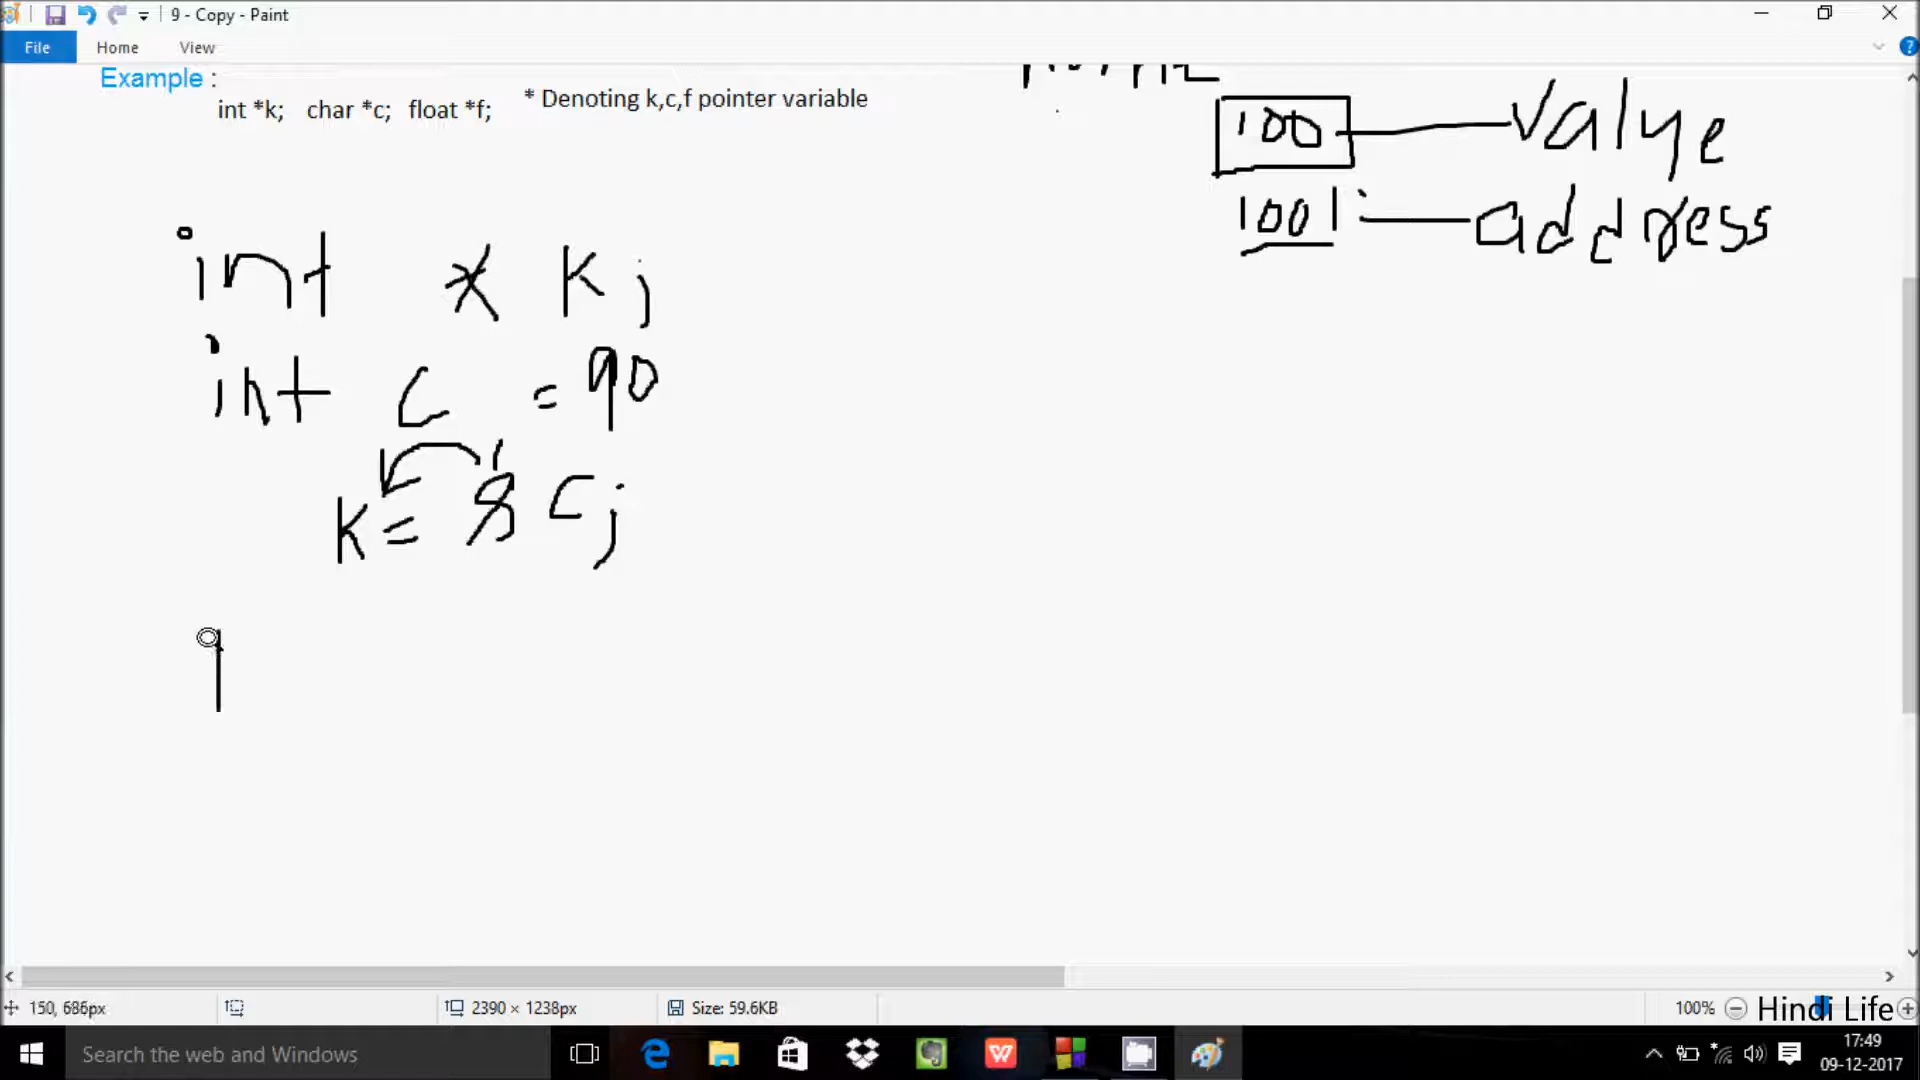 9 - Copy - Paint
File Home View
Example :
int *k; char *c; float *f; * Denoting k,c,f pointer variable
100 value
1001 address
int * k;
int c = 90
k= & c;
150, 686px 2390 × 1238px Size: 59.6KB 100% Hindi Life
Search the web and Windows 17:49
09-12-2017